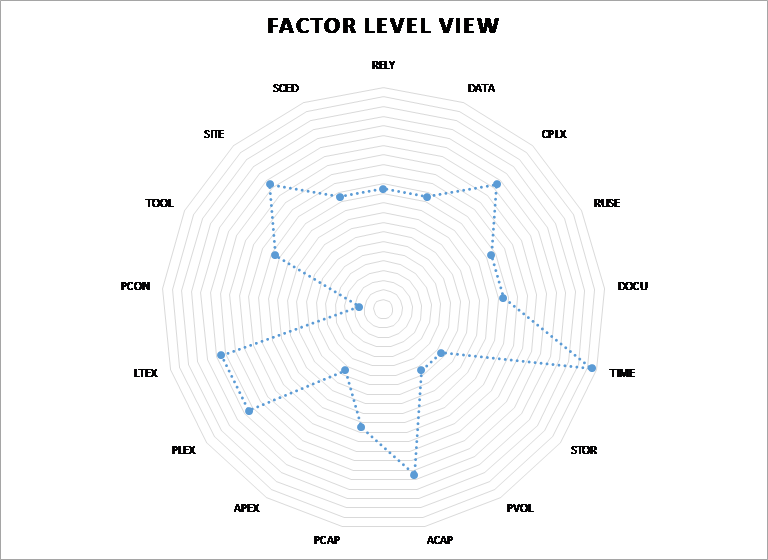 FACTOR LEVEL VIEW
RELY
DATA
CPLX
RUSE
DOCU
TIME
STOR
PVOL
ACAP
PCAP
APEX
PLEX
LTEX
PCON
TOOL
SITE
SCED